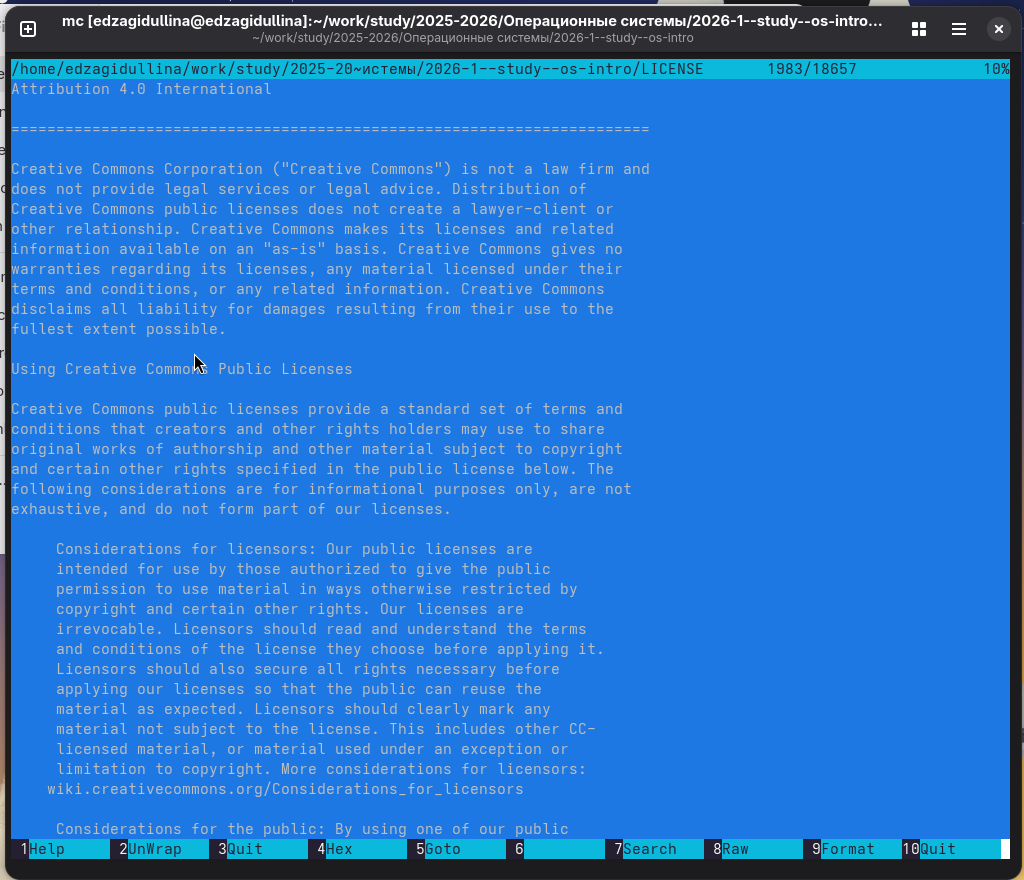 mc [edzagidullina@edzagidullina]:~/work/study/2025-2026/Операционные системы/2026-1--study--os-intro…
~/work/study/2025-2026/Операционные системы/2026-1--study--os-intro
/home/edzagidullina/work/study/2025-20~истемы/2026-1--study--os-intro/LICENSE 1983/18657 10%
Attribution 4.0 International
=======================================================================
Creative Commons Corporation ("Creative Commons") is not a law firm and
does not provide legal services or legal advice. Distribution of
Creative Commons public licenses does not create a lawyer-client or
other relationship. Creative Commons makes its licenses and related
information available on an "as-is" basis. Creative Commons gives no
warranties regarding its licenses, any material licensed under their
terms and conditions, or any related information. Creative Commons
disclaims all liability for damages resulting from their use to the
fullest extent possible.
Using Creative Commons Public Licenses
Creative Commons public licenses provide a standard set of terms and
conditions that creators and other rights holders may use to share
original works of authorship and other material subject to copyright
and certain other rights specified in the public license below. The
following considerations are for informational purposes only, are not
exhaustive, and do not form part of our licenses.
Considerations for licensors: Our public licenses are
intended for use by those authorized to give the public
permission to use material in ways otherwise restricted by
copyright and certain other rights. Our licenses are
irrevocable. Licensors should read and understand the terms
and conditions of the license they choose before applying it.
Licensors should also secure all rights necessary before
applying our licenses so that the public can reuse the
material as expected. Licensors should clearly mark any
material not subject to the license. This includes other CC-
licensed material, or material used under an exception or
limitation to copyright. More considerations for licensors:
wiki.creativecommons.org/Considerations_for_licensors
Considerations for the public: By using one of our public
1Help 2UnWrap 3Quit 4Hex 5Goto 6 7Search 8Raw 9Format 10Quit